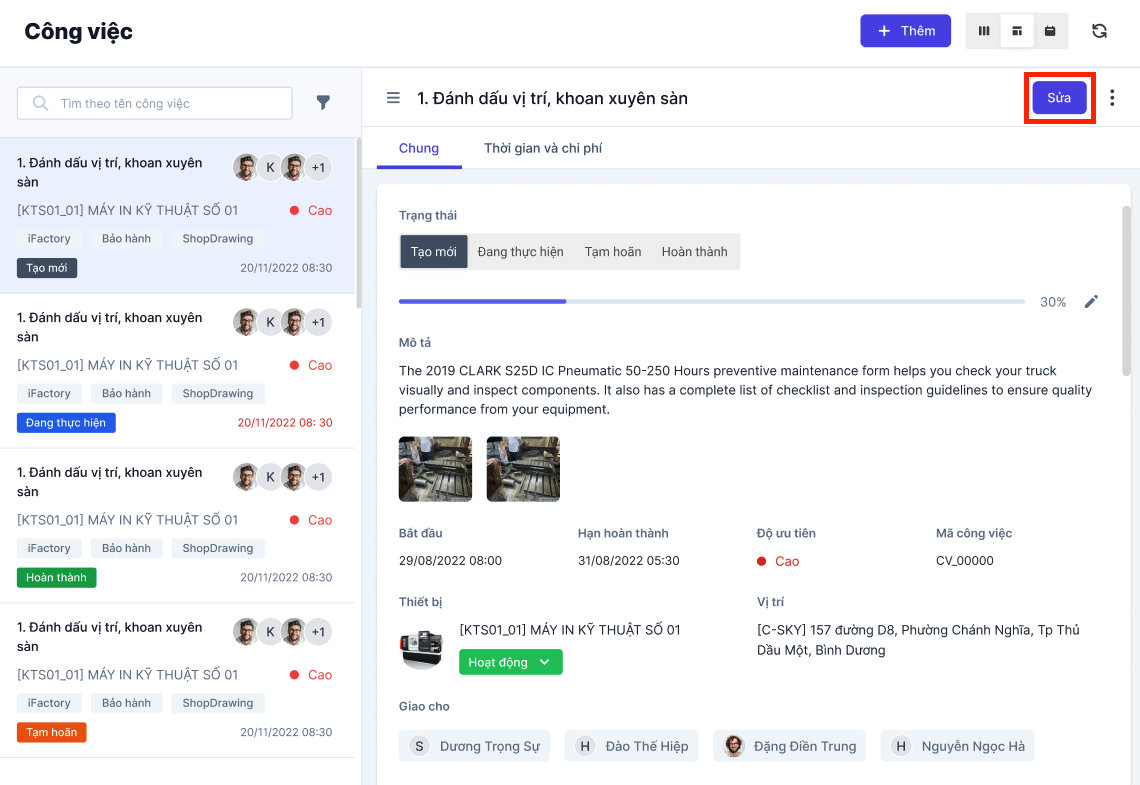 Công việc
Thêm
Tìm theo tên công việc
1. Đánh dấu vị trí, khoan xuyên
sàn
K
+1
[KTS01_01] MÁY IN KỸ THUẬT SỐ 01
Cao
iFactory
Bảo hành
ShopDrawing
Tạo mới
20/11/2022 08:30
1. Đánh dấu vị trí, khoan xuyên
sàn
K
+1
[KTS01_01] MÁY IN KỸ THUẬT SỐ 01
Cao
iFactory
Bảo hành
ShopDrawing
Đang thực hiện
20/11/2022 08: 30
1. Đánh dấu vị trí, khoan xuyên
sàn
K
+1
[KTS01_01] MÁY IN KỸ THUẬT SỐ 01
Cao
iFactory
Bảo hành
ShopDrawing
Hoàn thành
20/11/2022 08:30
1. Đánh dấu vị trí, khoan xuyên
sàn
K
+1
[KTS01_01] MÁY IN KỸ THUẬT SỐ 01
Cao
iFactory
Bảo hành
ShopDrawing
Tạm hoãn
20/11/2022 08:30
1. Đánh dấu vị trí, khoan xuyên sàn
Sửa
Chung
Thời gian và chi phí
Trạng thái
Tạo mới
Đang thực hiện
Tạm hoãn
Hoàn thành
30%
Mô tả
The 2019 CLARK S25D IC Pneumatic 50-250 Hours preventive maintenance form helps you check your truck
visually and inspect components. It also has a complete list of checklist and inspection guidelines to ensure quality
performance from your equipment.
Bắt đầu
Hạn hoàn thành
Độ ưu tiên
Mã công việc
29/08/2022 08:00
31/08/2022 05:30
Cao
CV_00000
Thiết bị
Vị trí
[KTS01_01] MÁY IN KỸ THUẬT SỐ 01
Hoạt động
[C-SKY] 157 đường D8, Phường Chánh Nghĩa, Tp Thủ
Dầu Một, Bình Dương
Giao cho
S Dương Trọng Sự
H Đào Thế Hiệp
Đặng Điền Trung
H Nguyễn Ngọc Hà